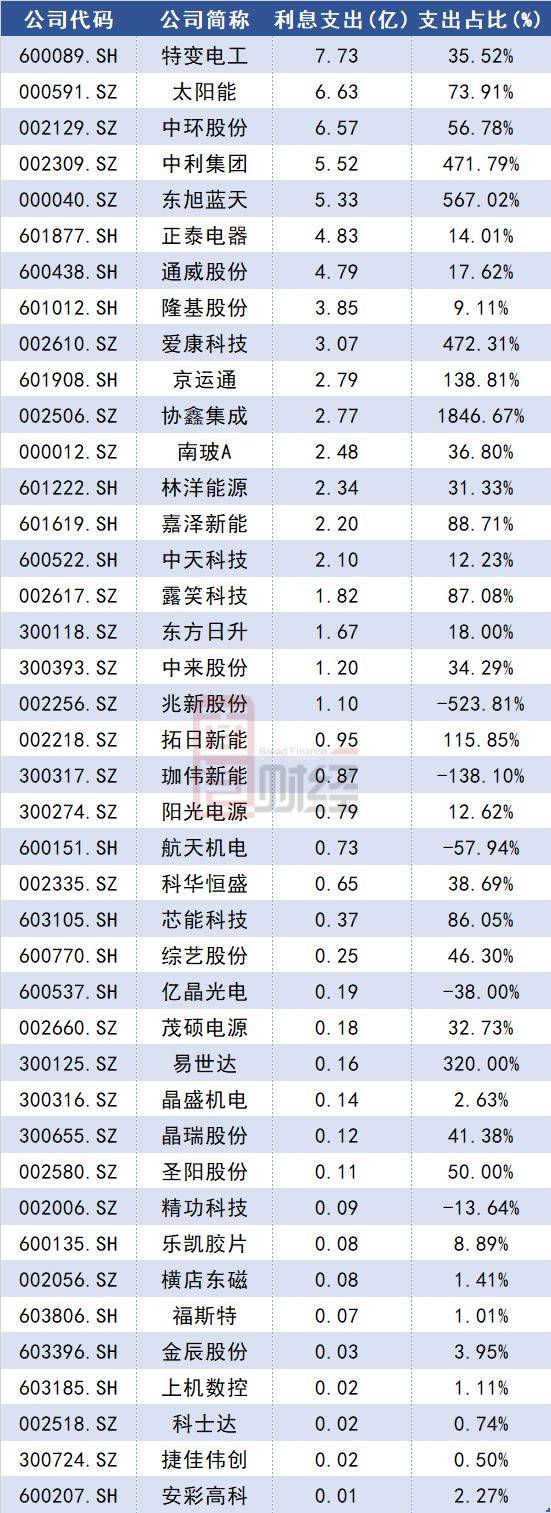 公司代码 公司简称 利息支出(亿) 支出占比(%)
600089.SH 特变电工 7.73 35.52%
000591.SZ 太阳能 6.63 73.91%
002129.SZ 中环股份 6.57 56.78%
002309.SZ 中利集团 5.52 471.79%
000040.SZ 东旭蓝天 5.33 567.02%
601877.SH 正泰电器 4.83 14.01%
600438.SH 通威股份 4.79 17.62%
601012.SH 隆基股份 3.85 9.11%
002610.SZ 爱康科技 3.07 472.31%
601908.SH 京运通 2.79 138.81%
002506.SZ 协鑫集成 2.77 1846.67%
000012.SZ 南玻A 2.48 36.80%
601222.SH 林洋能源 2.34 31.33%
601619.SH 嘉泽新能 2.20 88.71%
600522.SH 中天科技 2.10 12.23%
002617.SZ 露笑科技 1.82 87.08%
300118.SZ 东方日升 1.67 18.00%
300393.SZ 中来股份 1.20 34.29%
002256.SZ 兆新股份 1.10 -523.81%
002218.SZ 拓日新能 0.95 115.85%
Bread Finance
300317.SZ 珈伟新能 0.87 -138.10%
财经
300274.SZ 阳光电源 0.79 12.62%
600151.SH 航天机电 0.73 -57.94%
002335.SZ 科华恒盛 0.65 38.69%
603105.SH 芯能科技 0.37 86.05%
600770.SH 综艺股份 0.25 46.30%
600537.SH 亿晶光电 0.19 -38.00%
002660.SZ 茂硕电源 0.18 32.73%
300125.SZ 易世达 0.16 320.00%
300316.SZ 晶盛机电 0.14 2.63%
300655.SZ 晶瑞股份 0.12 41.38%
002580.SZ 圣阳股份 0.11 50.00%
002006.SZ 精功科技 0.09 -13.64%
600135.SH 乐凯胶片 0.08 8.89%
002056.SZ 横店东磁 0.08 1.41%
603806.SH 福斯特 0.07 1.01%
603396.SH 金辰股份 0.03 3.95%
603185.SH 上机数控 0.02 1.11%
002518.SZ 科士达 0.02 0.74%
300724.SZ 捷佳伟创 0.02 0.50%
600207.SH 安彩高科 0.01 2.27%